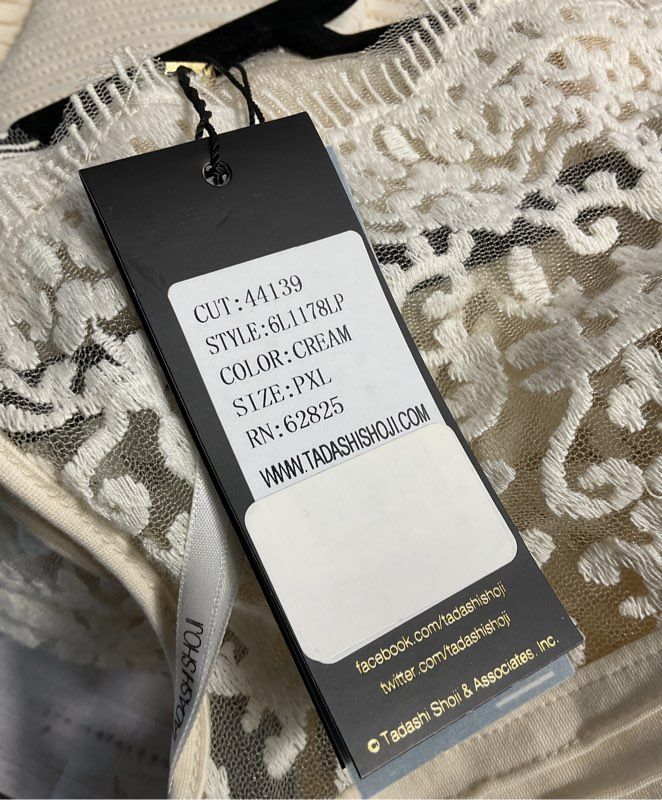 CUT:44139
STYLE:6L1178LP
COLOR:CREAM
SIZE:PXL
RN:62825
WWW.TADASHISHOJI.COM
facebook.com/tadashishoji
twitter.com/tadashishoji
© Tadashi Shoji & Associates, Inc.